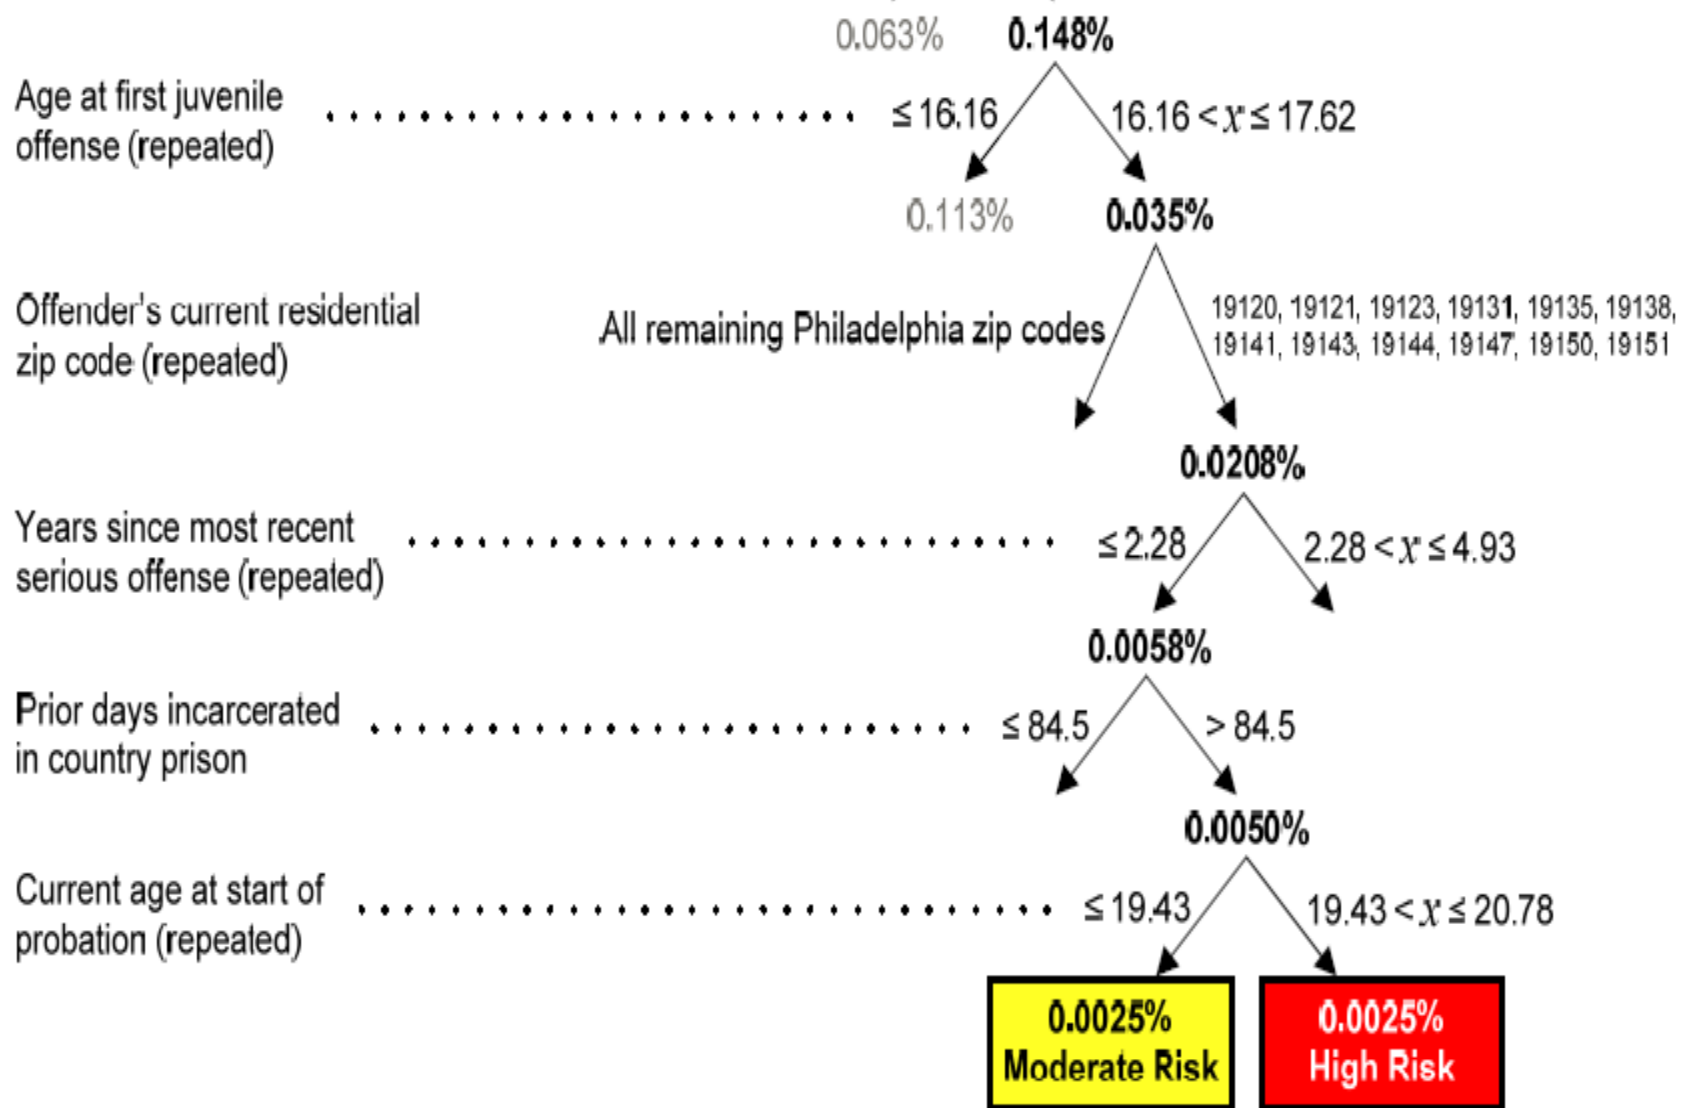 0.063% 0.148%
Age at first juvenile
offense (repeated)
≤ 16.16 16.16 < x ≤ 17.62
0.113% 0.035%
Offender's current residential
zip code (repeated)
All remaining Philadelphia zip codes
19120, 19121, 19123, 19131, 19135, 19138,
19141, 19143, 19144, 19147, 19150, 19151
0.0208%
Years since most recent
serious offense (repeated)
≤ 2.28 2.28 < x ≤ 4.93
0.0058%
Prior days incarcerated
in country prison
≤ 84.5 > 84.5
0.0050%
Current age at start of
probation (repeated)
≤ 19.43 19.43 < x ≤ 20.78
0.0025%
Moderate Risk
0.0025%
High Risk